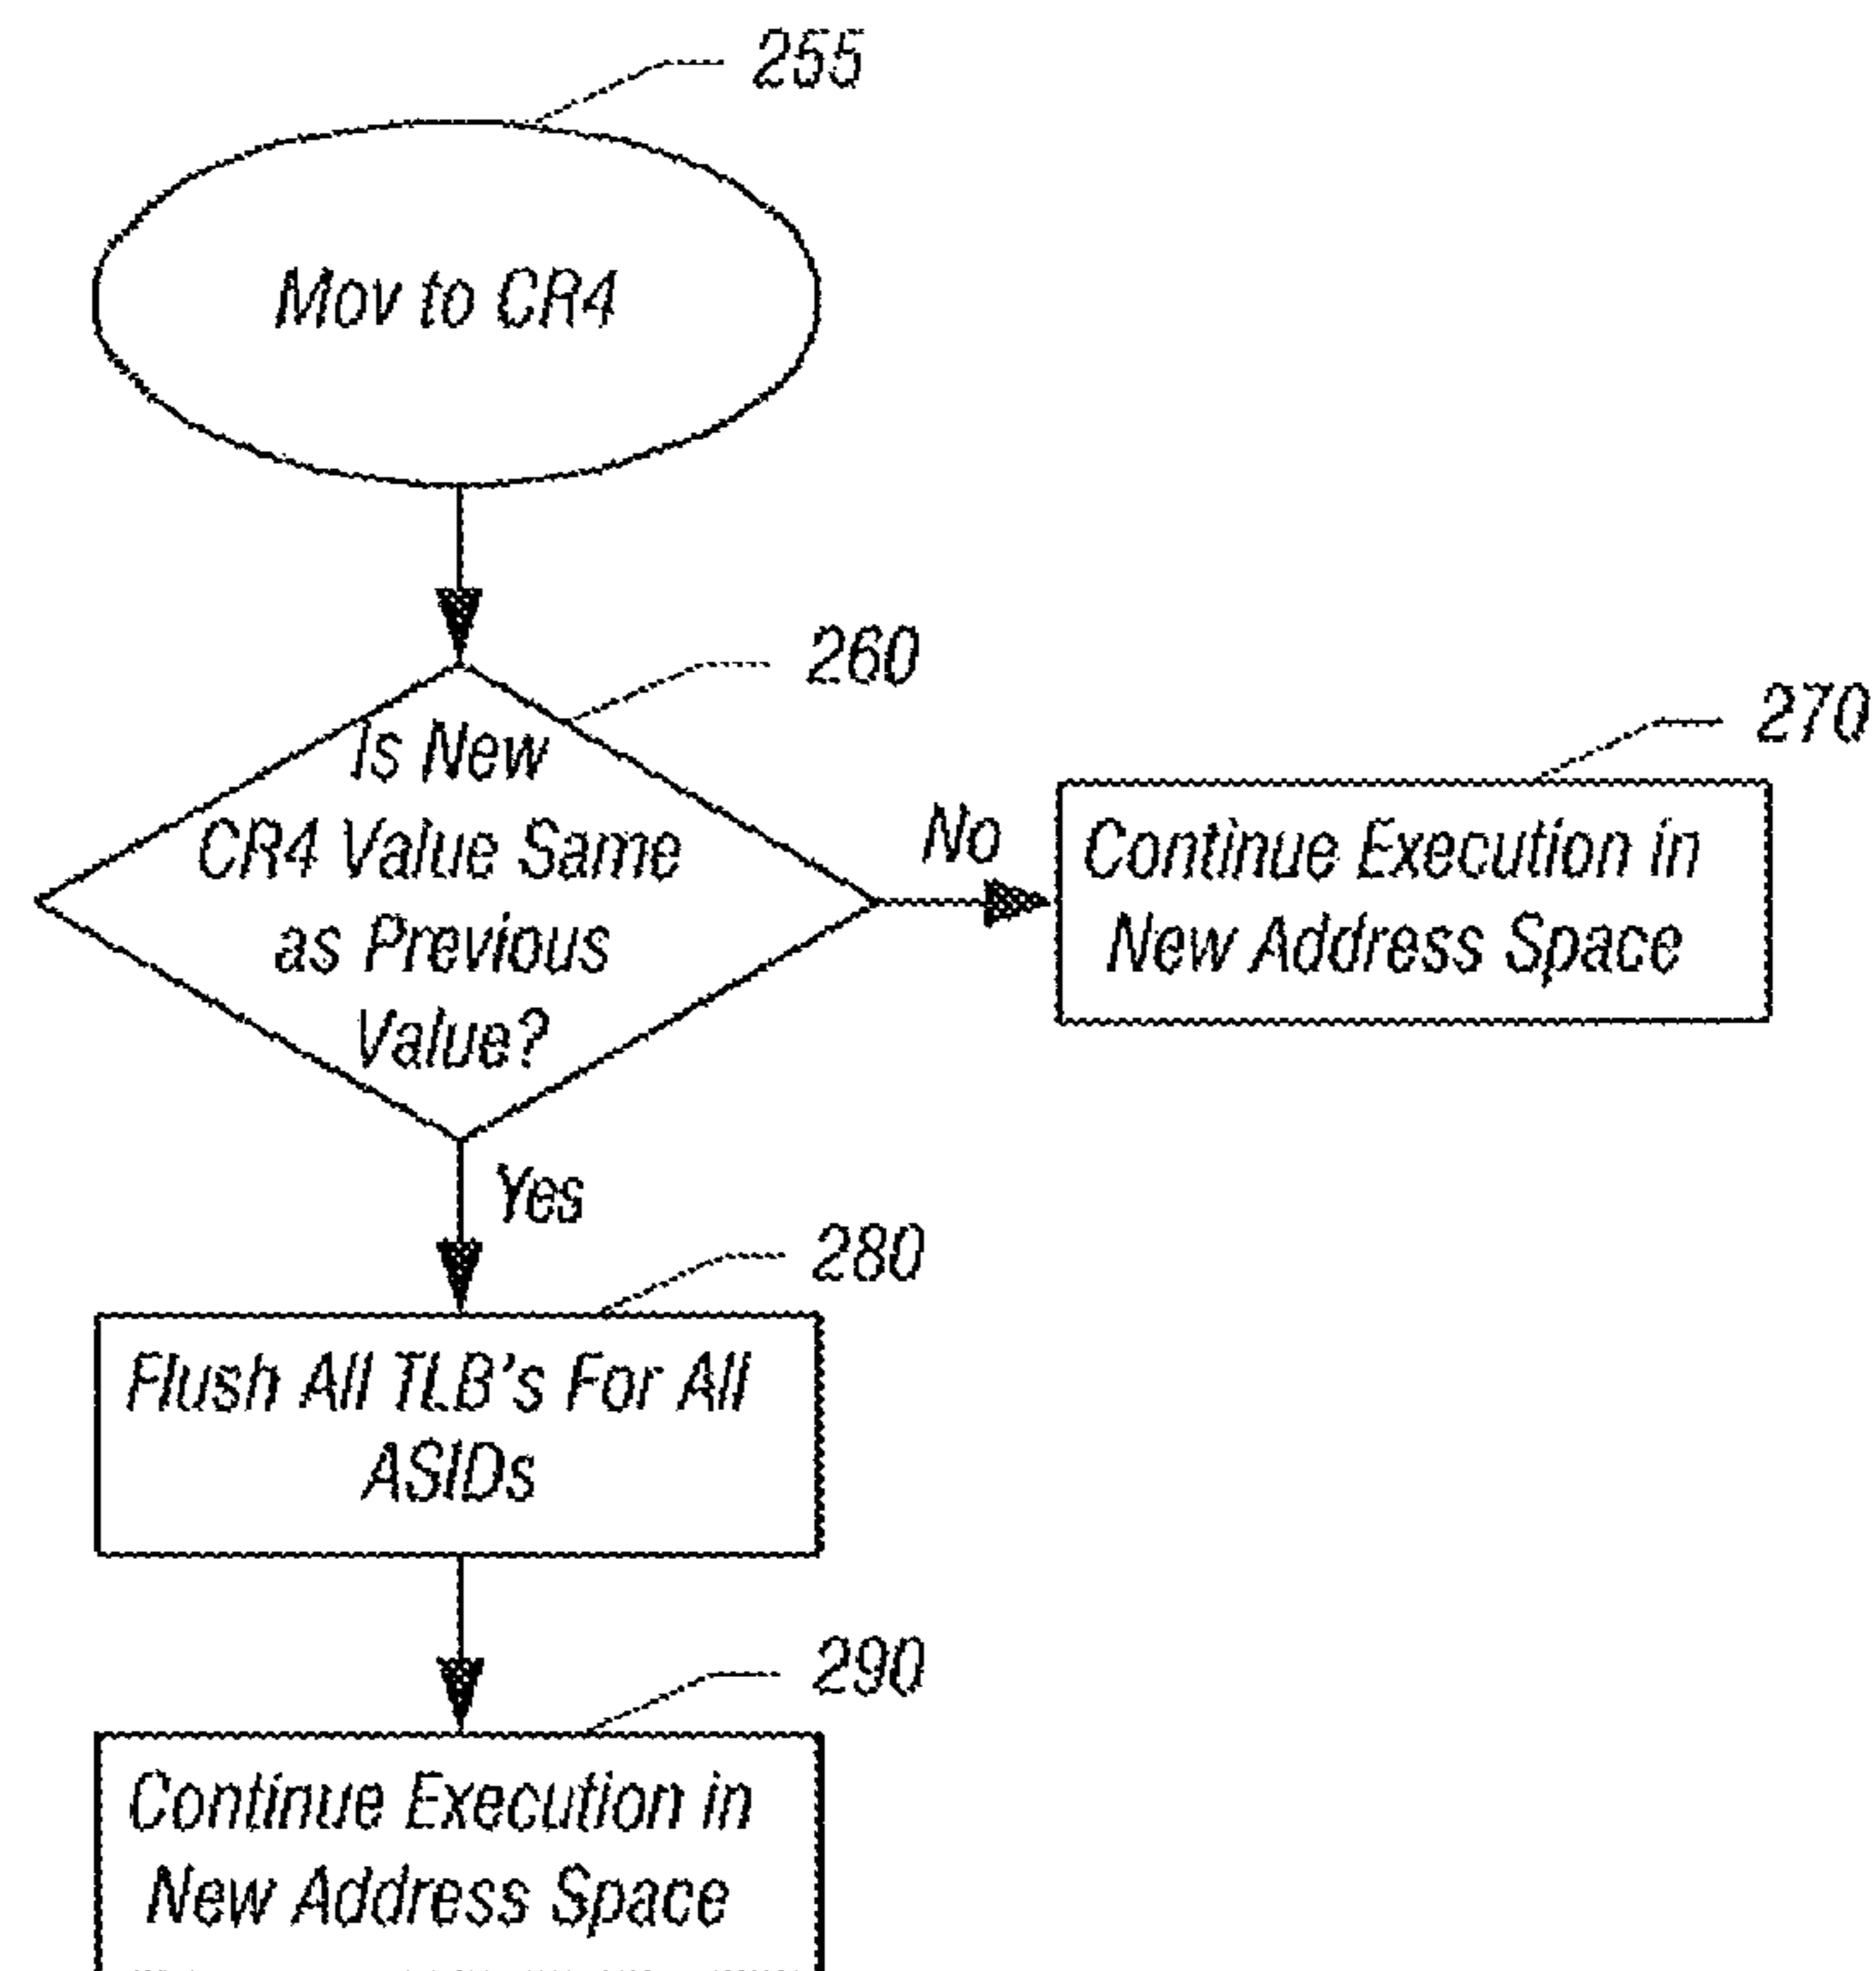 255
Mov to CR4
260
Is New
CR4 Value Same
as Previous
Value?
No
270
Continue Execution in
New Address Space
Yes
280
Flush All TLB's For All
ASIDs
290
Continue Execution in
New Address Space